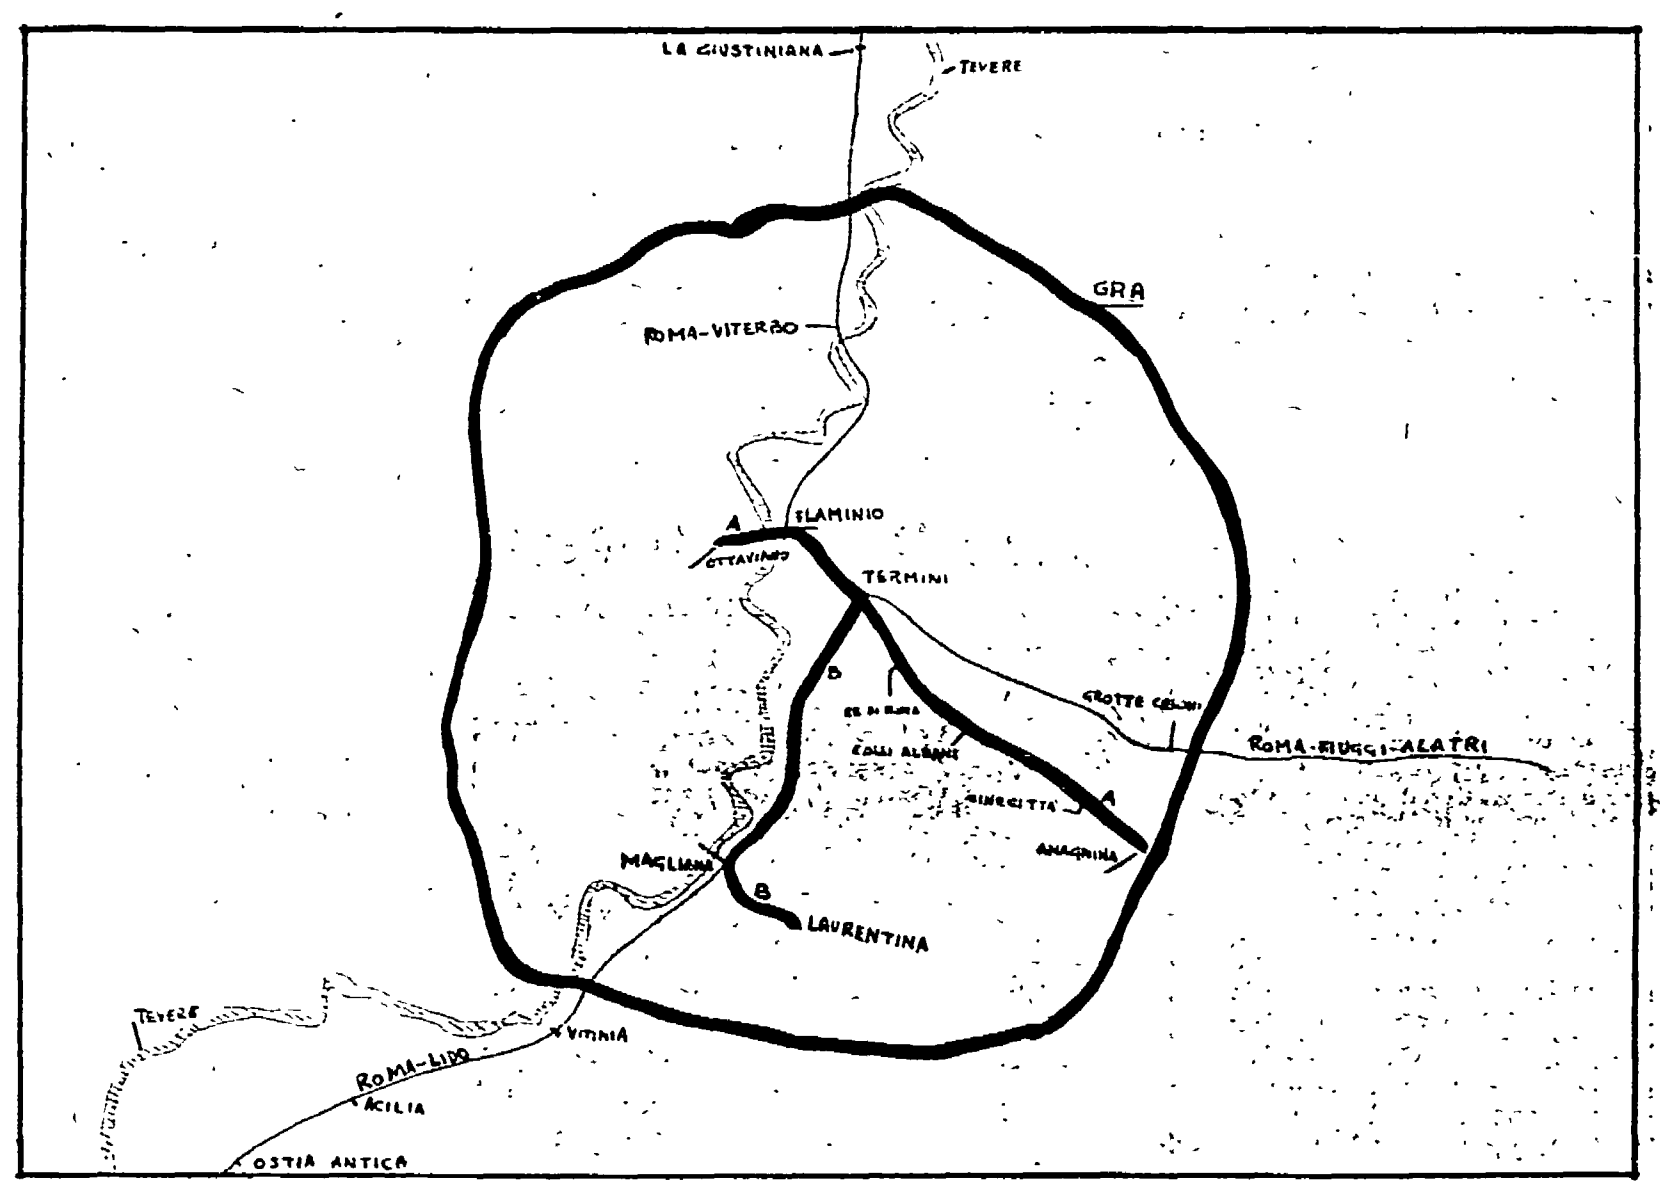 LA GIUSTINIANA
TEVERE
GRA
ROMA-VITERBO
A
FLAMINIO
OTTAVIANO
TERMINI
B
COLLI ALBANI
GROTTE CELONI
ROMA-FIUGGI-ALATRI
CINECITTÀ
A
ANAGNINA
MAGLIANA
B
LAURENTINA
TEVERE
VITINIA
ROMA-LIDO
ACILIA
OSTIA ANTICA